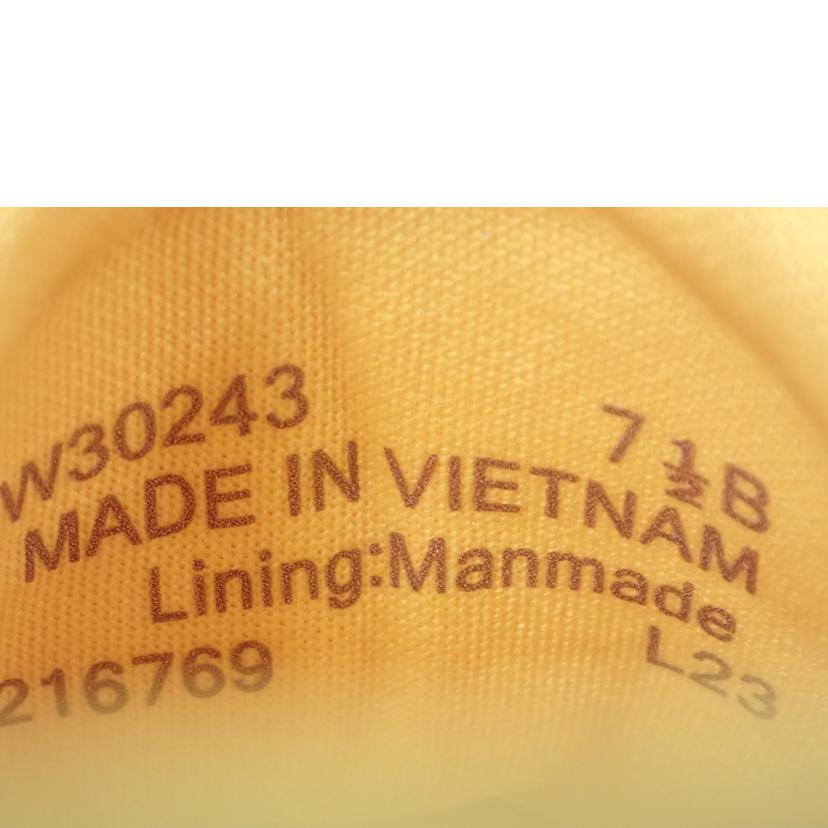 W30243 7 ½ B
MADE IN VIETNAM
Lining:Manmade
216769 L23